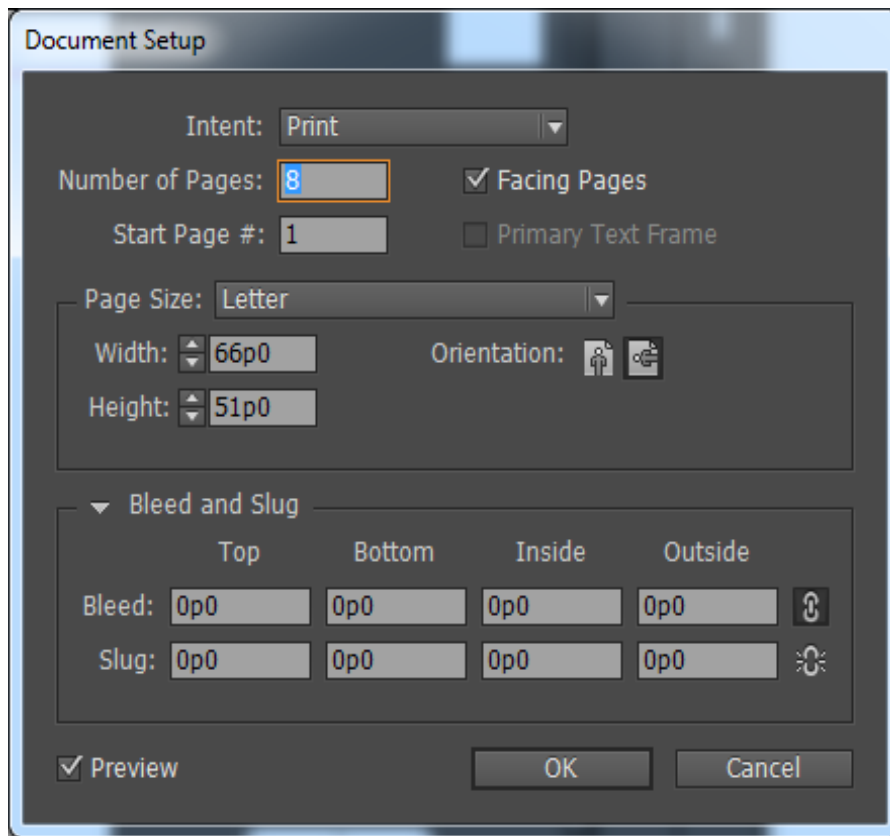 Document Setup
Intent: Print
Number of Pages: 8 Facing Pages
Start Page #: 1 Primary Text Frame
Page Size: Letter
Width: 66p0 Orientation:
Height: 51p0
Bleed and Slug
Top Bottom Inside Outside
Bleed: 0p0 0p0 0p0 0p0
Slug: 0p0 0p0 0p0 0p0
Preview OK Cancel